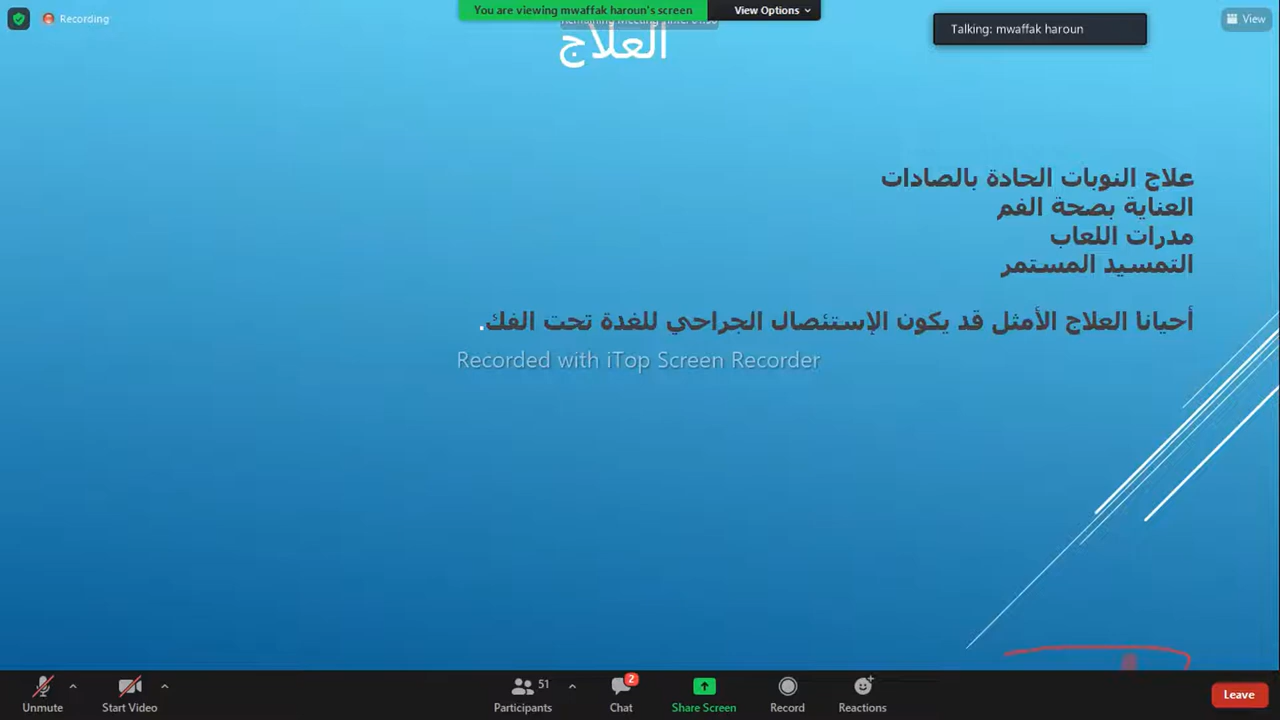 You are viewing mwaffak haroun's screen
View Options
Recording
Talking: mwaffak haroun
View
العلاج
علاج النوبات الحادة بالصادات
العناية بصحة الفم
مدرات اللعاب
التمسيد المستمر
أحيانا العلاج الأمثل قد يكون الإستئصال الجراحي للغدة تحت الفك.
Recorded with iTop Screen Recorder
51
2
Unmute
Start Video
Participants
Chat
Share Screen
Record
Reactions
Leave